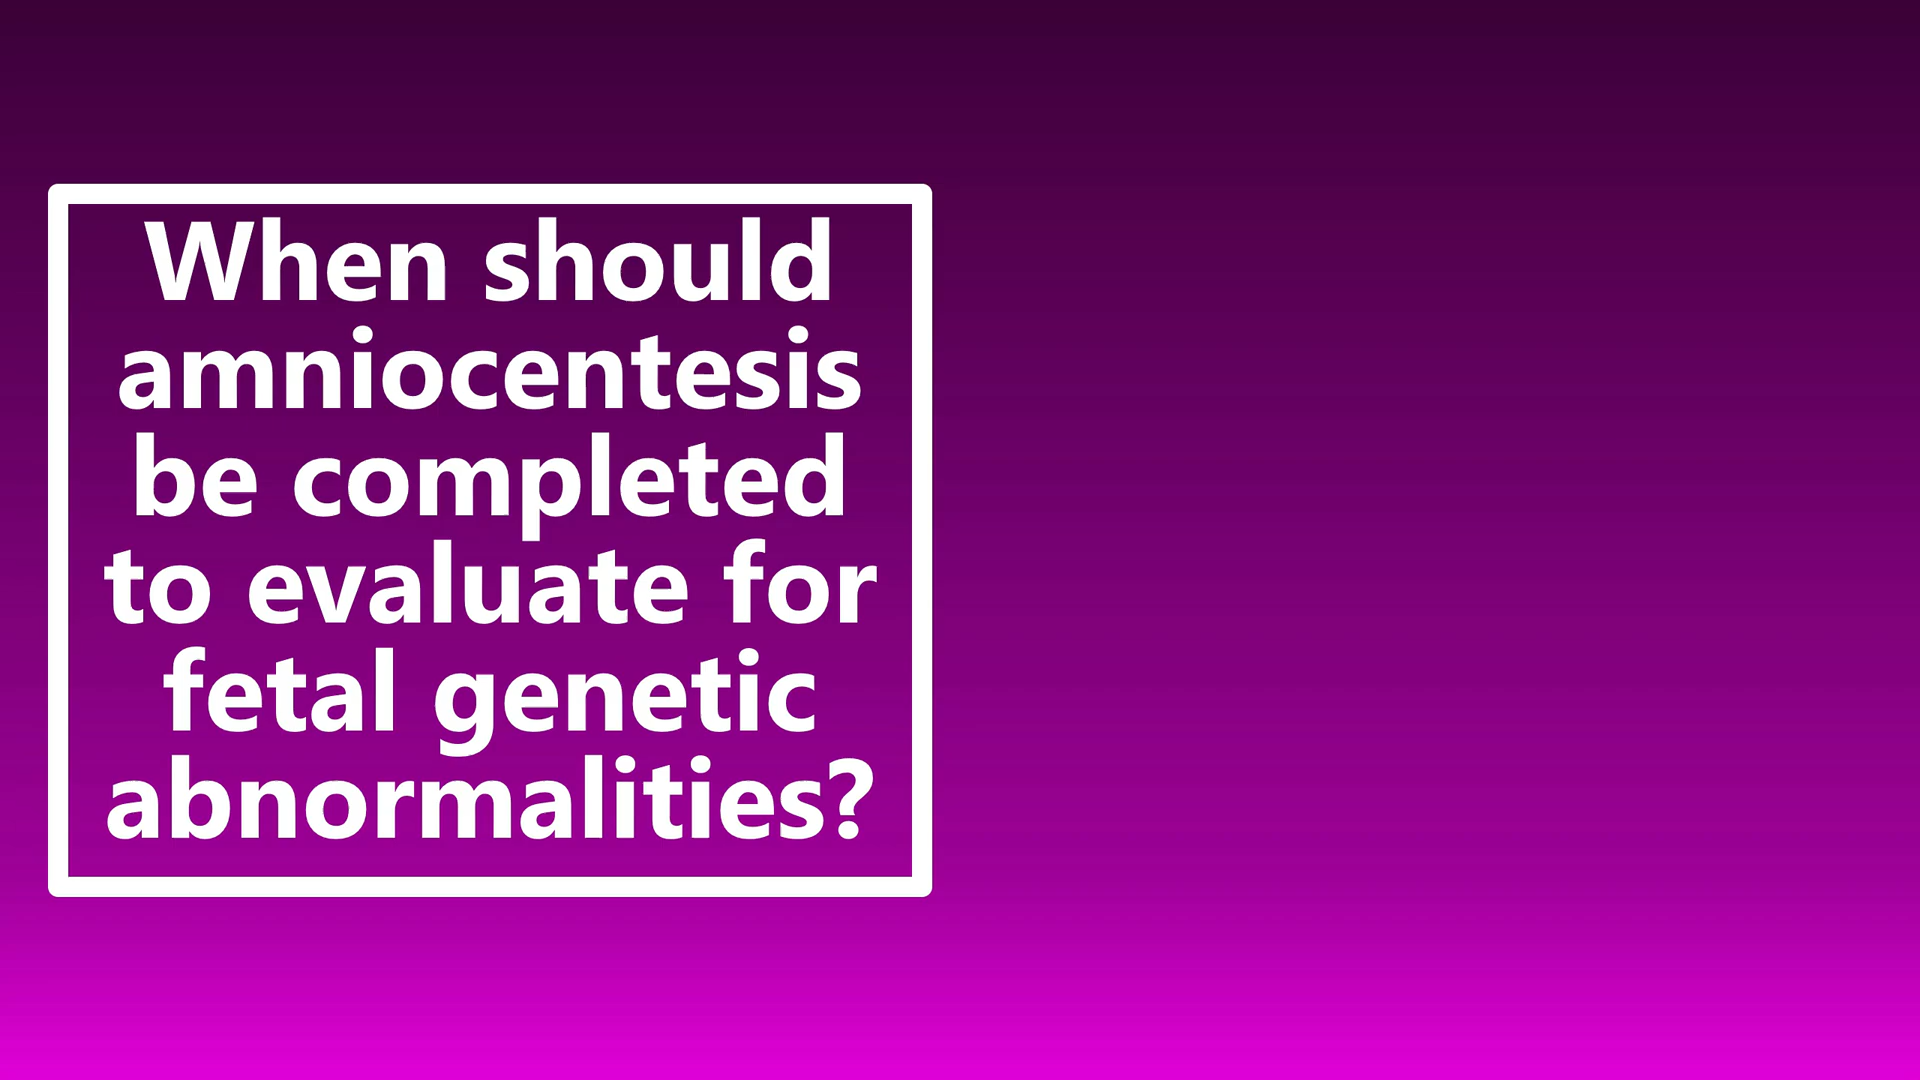 When should
amniocentesis
be completed
to evaluate for
fetal genetic
abnormalities?